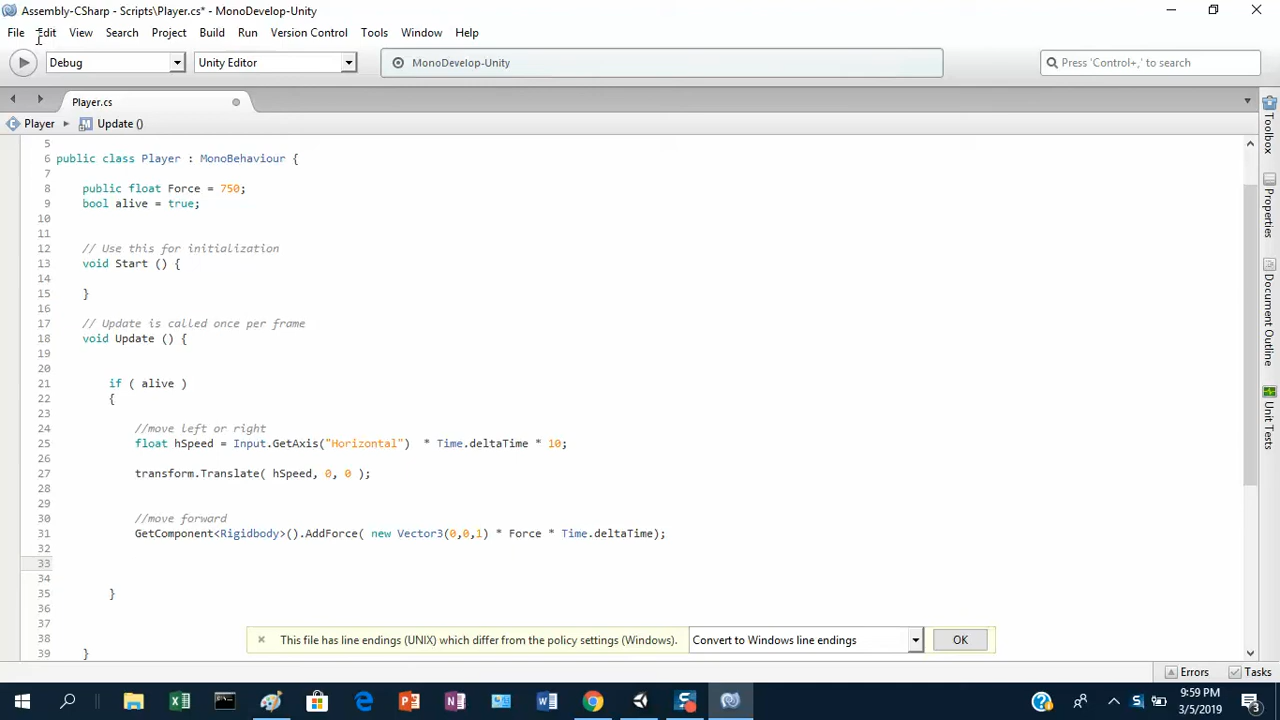 Assembly-CSharp - Scripts\Player.cs* - MonoDevelop-Unity
File Edit View Search Project Build Run Version Control Tools Window Help
Debug Unity Editor MonoDevelop-Unity Press 'Control+,' to search
Player.cs
Player Update ()
5
6 public class Player : MonoBehaviour {
7
8 public float Force = 750;
9 bool alive = true;
10
11
12 // Use this for initialization
13 void Start () {
14
15 }
16
17 // Update is called once per frame
18 void Update () {
19
20
21 if ( alive )
22 {
23
24 //move left or right
25 float hSpeed = Input.GetAxis("Horizontal")  * Time.deltaTime * 10;
26
27 transform.Translate( hSpeed, 0, 0 );
28
29
30 //move forward
31 GetComponent<Rigidbody>().AddForce( new Vector3(0,0,1) * Force * Time.deltaTime);
32
33
34
35 }
36
37
38
39 }
This file has line endings (UNIX) which differ from the policy settings (Windows). Convert to Windows line endings OK
Toolbox
Properties
Document Outline
Unit Tests
Errors Tasks
9:59 PM
3/5/2019
3